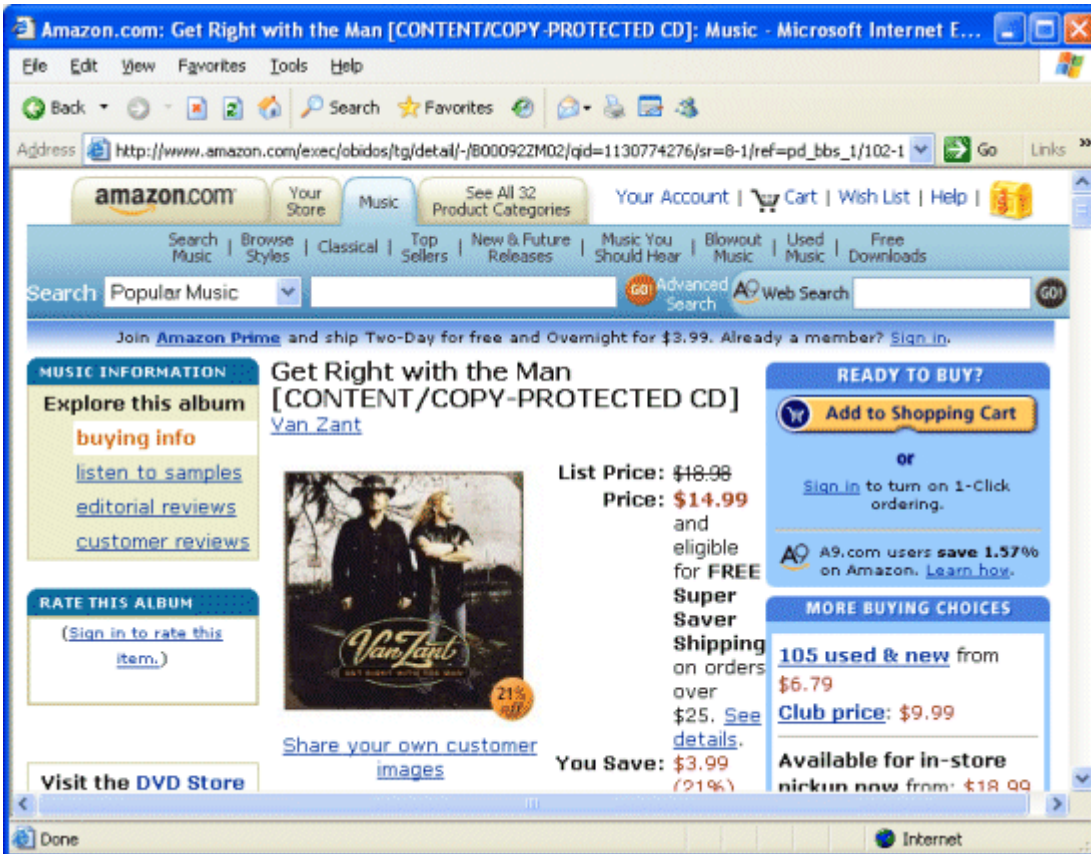 Amazon.com: Get Right with the Man [CONTENT/COPY-PROTECTED CD]: Music - Microsoft Internet E...
File Edit View Favorites Tools Help
Back Search Favorites
Address http://www.amazon.com/exec/obidos/tg/detail/-/B00092ZM02/qid=1130774276/sr=8-1/ref=pd_bbs_1/102-1 Go Links »
amazon.com
Your Store
Music
See All 32 Product Categories
Your Account | Cart | Wish List | Help |
Search Music | Browse Styles | Classical | Top Sellers | New & Future Releases | Music You Should Hear | Blowout Music | Used Music | Free Downloads
Search Popular Music GO! Advanced Search A9 Web Search GO!
Join Amazon Prime and ship Two-Day for free and Overnight for $3.99. Already a member? Sign in.
MUSIC INFORMATION
Explore this album
buying info
listen to samples
editorial reviews
customer reviews
RATE THIS ALBUM
(Sign in to rate this
item.)
Visit the DVD Store
Get Right with the Man
[CONTENT/COPY-PROTECTED CD]
Van Zant
Van Zant
GET RIGHT WITH THE MAN
21% off
Share your own customer
images
List Price: $18.98
Price: $14.99
and
eligible
for FREE
Super
Saver
Shipping
on orders
over
$25. See
details.
You Save: $3.99
(21%)
READY TO BUY?
Add to Shopping Cart
or
Sign in to turn on 1-Click
ordering.
A9 A9.com users save 1.57%
on Amazon. Learn how.
MORE BUYING CHOICES
105 used & new from
$6.79
Club price: $9.99
Available for in-store
pickup now from: $18.99
Done
Internet